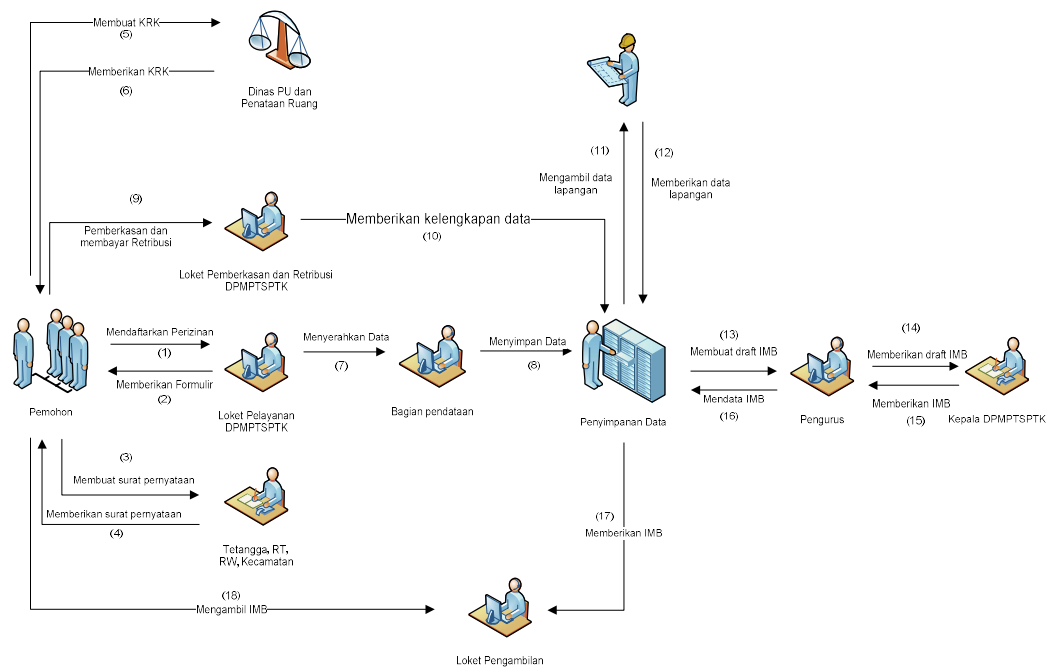 Membuat KRK
(5)
Memberikan KRK
(6)
Dinas PU dan
Penataan Ruang
(11)
Mengambil data
lapangan
(12)
Memberikan data
lapangan
(9)
Pemberkasan dan
membayar Retribusi
Loket Pemberkasan dan Retribusi
DPMPTSPTK
Memberikan kelengkapan data
(10)
Pemohon
Mendaftarkan Perizinan
(1)
Memberikan Formulir
(2)
Loket Pelayanan
DPMPTSPTK
Menyerahkan Data
(7)
Bagian pendataan
Menyimpan Data
(8)
Penyimpanan Data
(13)
Membuat draft IMB
Mendata IMB
(16)
Pengurus
(14)
Memberikan draft IMB
Memberikan IMB
(15)
Kepala DPMPTSPTK
(3)
Membuat surat pernyataan
Memberikan surat pernyataan
(4)
Tetangga, RT,
RW, Kecamatan
(17)
Memberikan IMB
(18)
Mengambil IMB
Loket Pengambilan